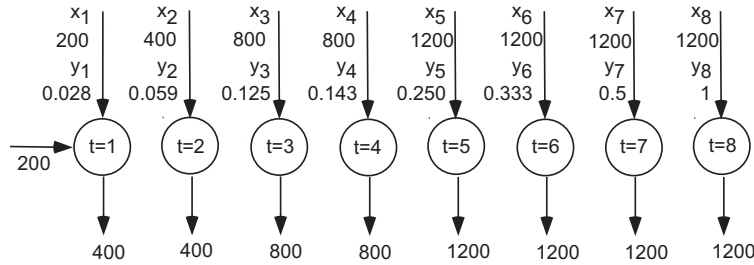 x1 x2 x3 x4 x5 x6 x7 x8
200 400 800 800 1200 1200 1200 1200
y1 y2 y3 y4 y5 y6 y7 y8
0.028 0.059 0.125 0.143 0.250 0.333 0.5 1
t=1 t=2 t=3 t=4 t=5 t=6 t=7 t=8
200
400 400 800 800 1200 1200 1200 1200